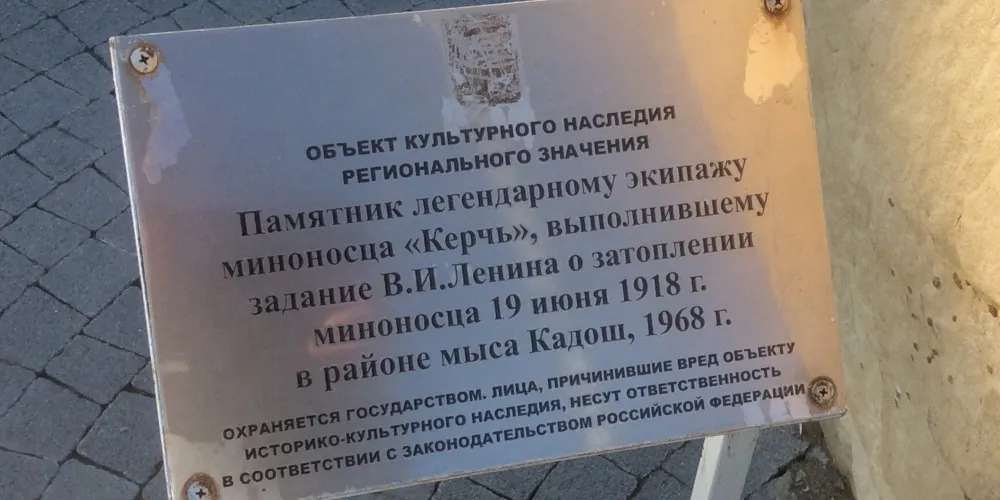 ОБЪЕКТ КУЛЬТУРНОГО НАСЛЕДИЯ
РЕГИОНАЛЬНОГО ЗНАЧЕНИЯ
Памятник легендарному экипажу
миноносца «Керчь», выполнившему
задание В.И.Ленина о затоплении
миноносца 19 июня 1918 г.
в районе мыса Кадош, 1968 г.
ОХРАНЯЕТСЯ ГОСУДАРСТВОМ. ЛИЦА, ПРИЧИНИВШИЕ ВРЕД ОБЪЕКТУ
ИСТОРИКО-КУЛЬТУРНОГО НАСЛЕДИЯ, НЕСУТ ОТВЕТСТВЕННОСТЬ
В СООТВЕТСТВИИ С ЗАКОНОДАТЕЛЬСТВОМ РОССИЙСКОЙ ФЕДЕРАЦИИ